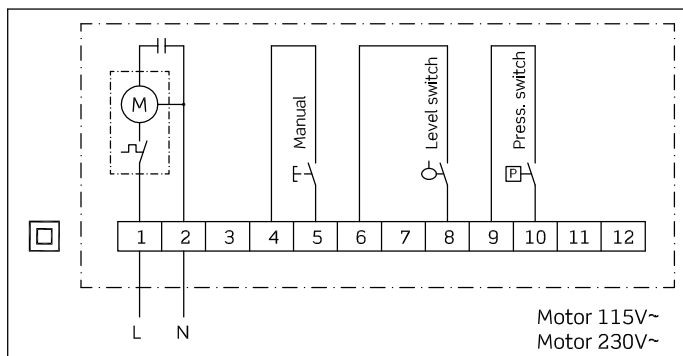 M
Manual
Level switch
Press. switch
P
1 2 3 4 5 6 7 8 9 10 11 12
L N
Motor 115V~
Motor 230V~